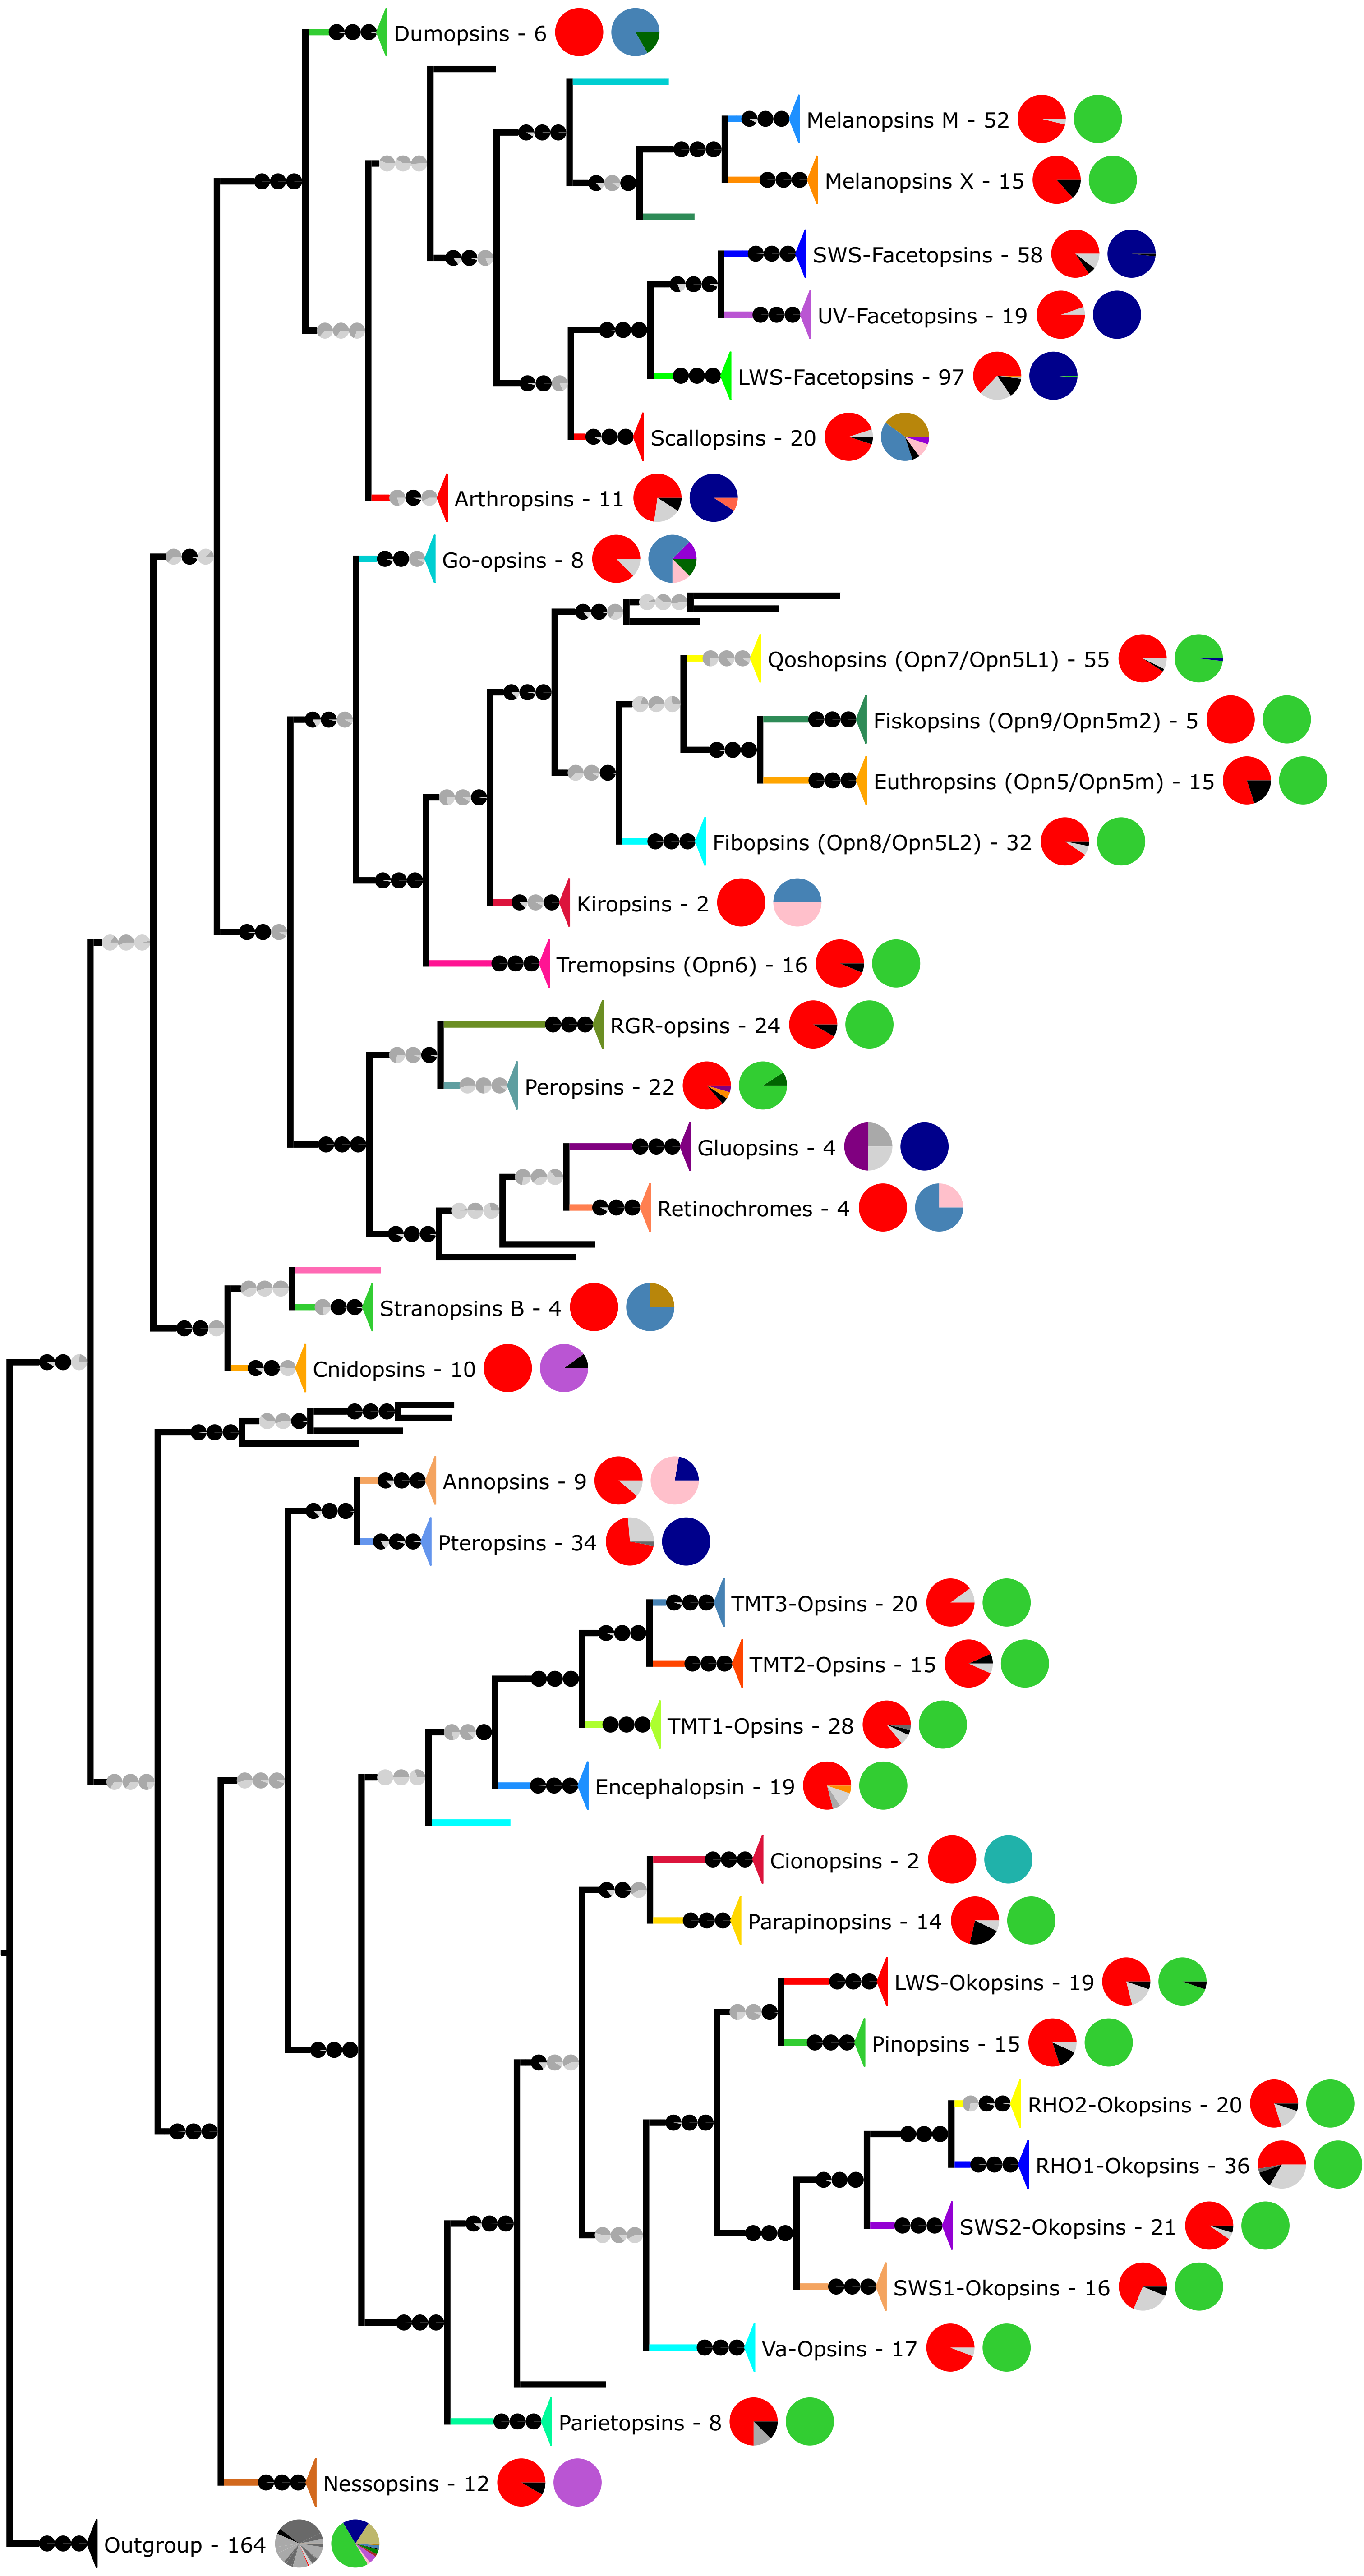 Dumopsins - 6
Melanopsins M - 52
Melanopsins X - 15
SWS-Facetopsins - 58
UV-Facetopsins - 19
LWS-Facetopsins - 97
Scallopsins - 20
Arthropsins - 11
Go-opsins - 8
Qoshopsins (Opn7/Opn5L1) - 55
Fiskopsins (Opn9/Opn5m2) - 5
Euthropsins (Opn5/Opn5m) - 15
Fibopsins (Opn8/Opn5L2) - 32
Kiropsins - 2
Tremopsins (Opn6) - 16
RGR-opsins - 24
Peropsins - 22
Gluopsins - 4
Retinochromes - 4
Stranopsins B - 4
Cnidopsins - 10
Annopsins - 9
Pteropsins - 34
TMT3-Opsins - 20
TMT2-Opsins - 15
TMT1-Opsins - 28
Encephalopsin - 19
Cionopsins - 2
Parapinopsins - 14
LWS-Okopsins - 19
Pinopsins - 15
RHO2-Okopsins - 20
RHO1-Okopsins - 36
SWS2-Okopsins - 21
SWS1-Okopsins - 16
Va-Opsins - 17
Parietopsins - 8
Nessopsins - 12
Outgroup - 164